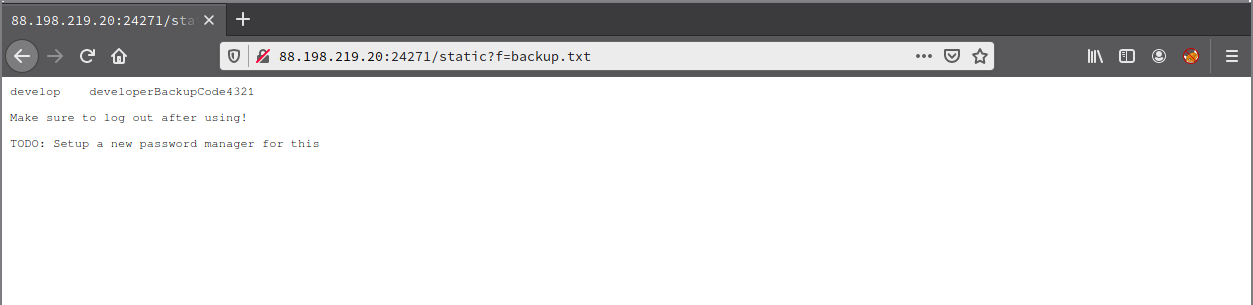 88.198.219.20:24271/sta
88.198.219.20:24271/static?f=backup.txt
develop    developerBackupCode4321
Make sure to log out after using!
TODO: Setup a new password manager for this